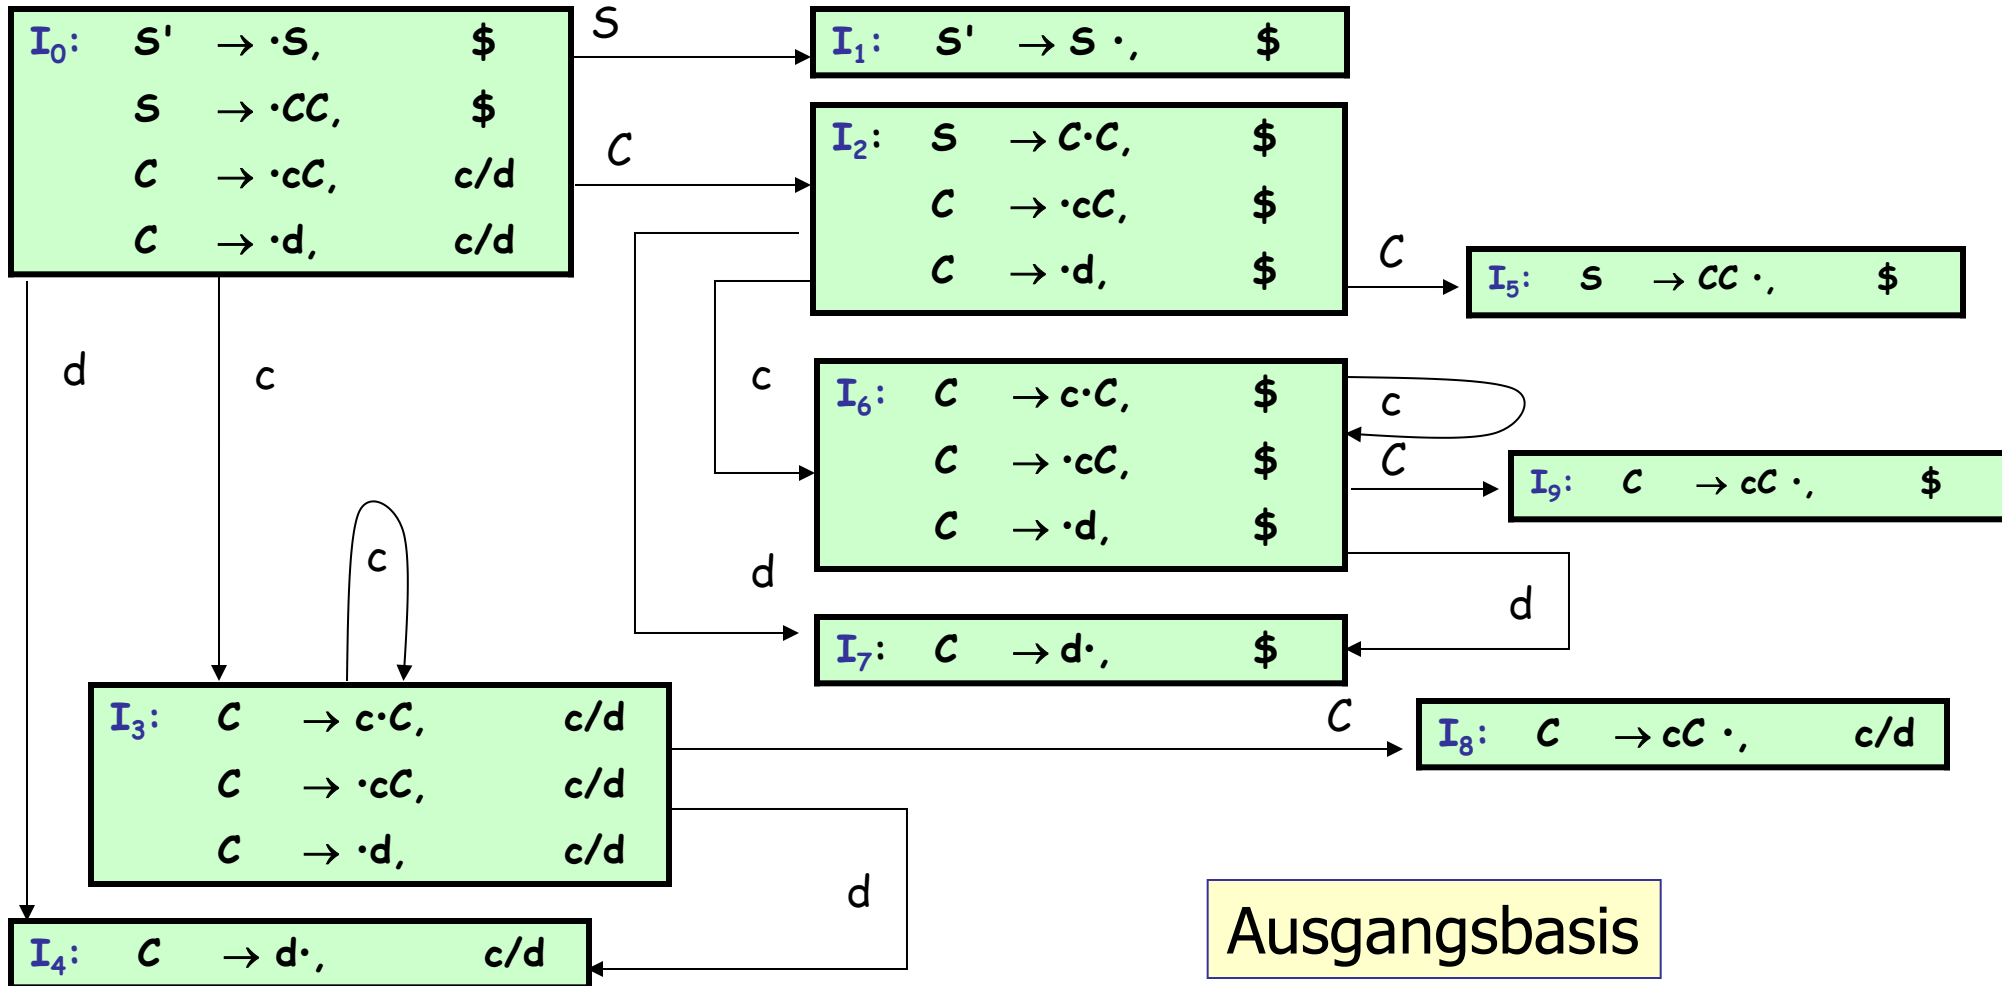 I0: S' → ·S, $
S → ·CC, $
C → ·cC, c/d
C → ·d, c/d
S
I1: S' → S ·, $
C
I2: S → C·C, $
C → ·cC, $
C → ·d, $
C
I5: S → CC ·, $
d
c
c
I6: C → c·C, $
C → ·cC, $
C → ·d, $
c
C
I9: C → cC ·, $
c
d
d
I7: C → d·, $
I3: C → c·C, c/d
C → ·cC, c/d
C → ·d, c/d
C
I8: C → cC ·, c/d
d
I4: C → d·, c/d
Ausgangsbasis